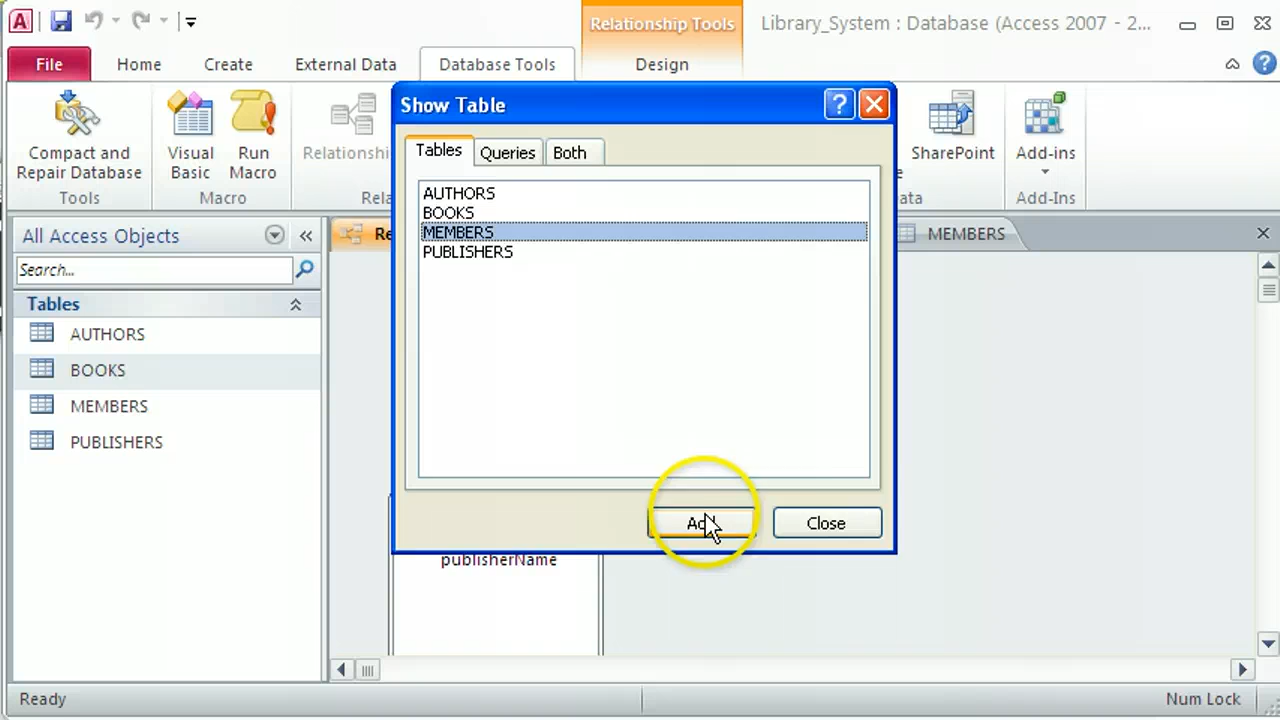 A
Relationship Tools
Library_System : Database (Access 2007 - 2...
File
Home
Create
External Data
Database Tools
Design
Compact and
Repair Database
Tools
Visual
Basic
Run
Macro
Macro
Show Table
Tables
Queries
Both
AUTHORS
BOOKS
MEMBERS
PUBLISHERS
Close
SharePoint
Add-ins
Add-Ins
All Access Objects
«
MEMBERS
Search...
Tables
AUTHORS
BOOKS
MEMBERS
PUBLISHERS
publisherName
Ready
Num Lock